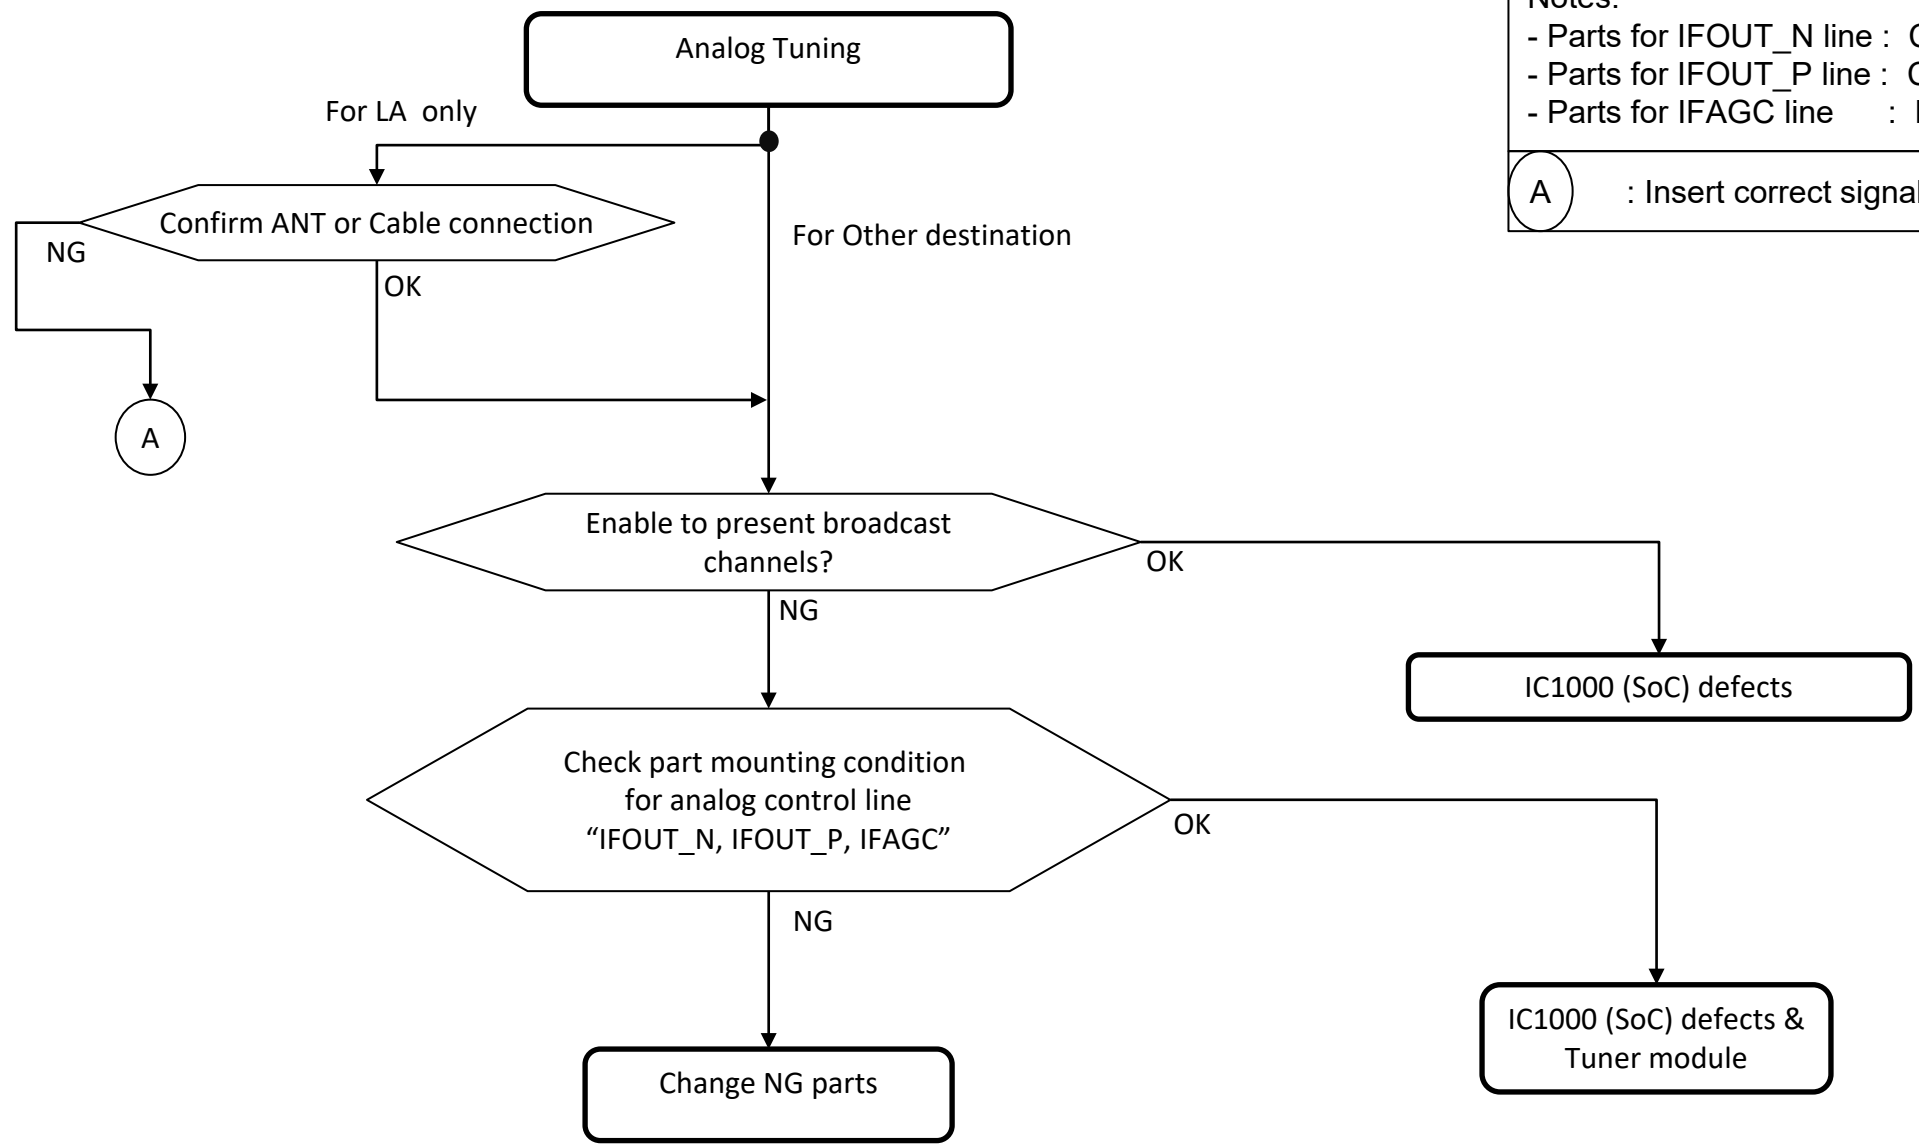 Analog Tuning
Notes:
- Parts for IFOUT_N line :
- Parts for IFOUT_P line :
- Parts for IFAGC line :
A : Insert correct signal
For LA only
Confirm ANT or Cable connection
NG
OK
For Other destination
A
Enable to present broadcast
channels?
OK
NG
IC1000 (SoC) defects
Check part mounting condition
for analog control line
“IFOUT_N, IFOUT_P, IFAGC”
OK
NG
IC1000 (SoC) defects &
Tuner module
Change NG parts